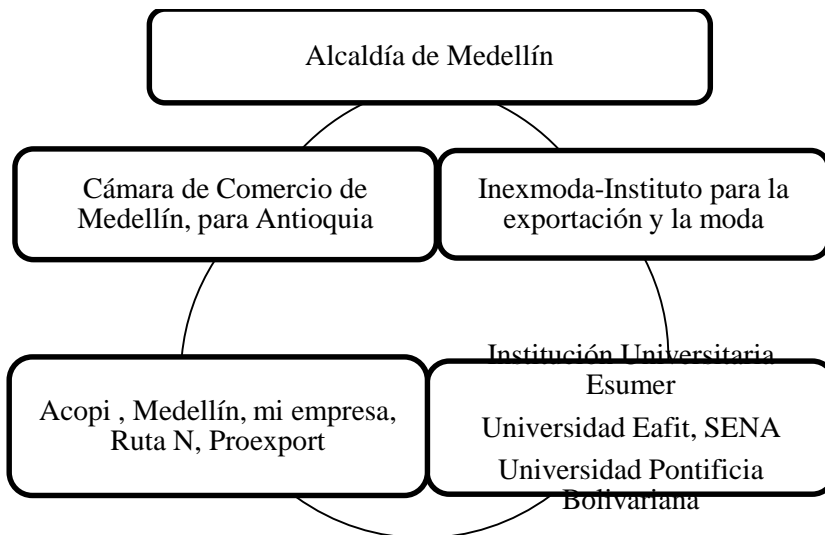 Alcaldía de Medellín
Cámara de Comercio de
Medellín, para Antioquia
Inexmoda-Instituto para la
exportación y la moda
Acopi , Medellín, mi empresa,
Ruta N, Proexport
Institución Universitaria
Esumer
Universidad Eafit, SENA
Universidad Pontificia
Bolivariana